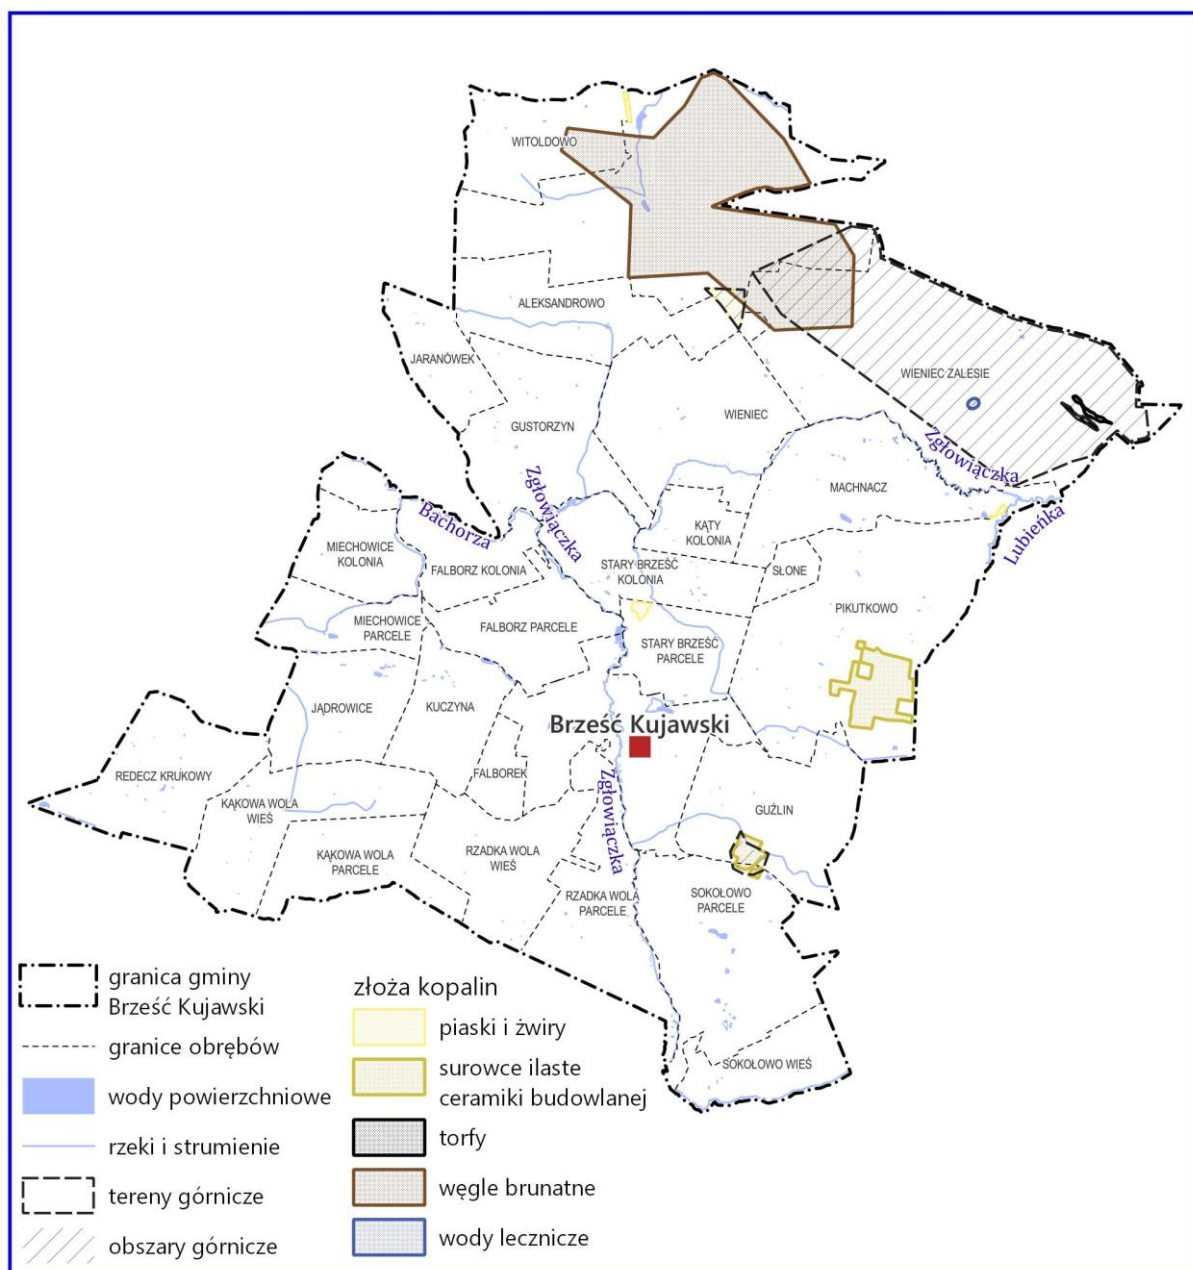 WITOLDOWO
ALEKSANDROWO
JARANÓWEK
WIENIEC ZALESIE
WIENIEC
GUSTORZYN
Zgłowiączka
Zgłowiączka
MACHNACZ
Bachorza
Lubieńka
KĄTY
KOLONIA
MIECHOWICE
KOLONIA
FALBORZ KOLONIA
STARY BRZEŚĆ
KOLONIA
SŁONE
PIKUTKOWO
MIECHOWICE
PARCELE
FALBORZ PARCELE
STARY BRZEŚĆ
PARCELE
JĄDROWICE
KUCZYNA
Brześć Kujawski
REDECZ KRUKOWY
FALBOREK
KĄKOWA WOLA
WIEŚ
Zgłowiączka
GUŹLIN
KĄKOWA WOLA
PARCELE
RZADKA WOLA
WIEŚ
RZADKA WOLA
PARCELE
SOKOŁOWO
PARCELE
SOKOŁOWO WIEŚ
granica gminy
Brześć Kujawski
granice obrębów
wody powierzchniowe
rzeki i strumienie
tereny górnicze
obszary górnicze
złoża kopalin
piaski i żwiry
surowce ilaste
ceramiki budowlanej
torfy
węgle brunatne
wody lecznicze